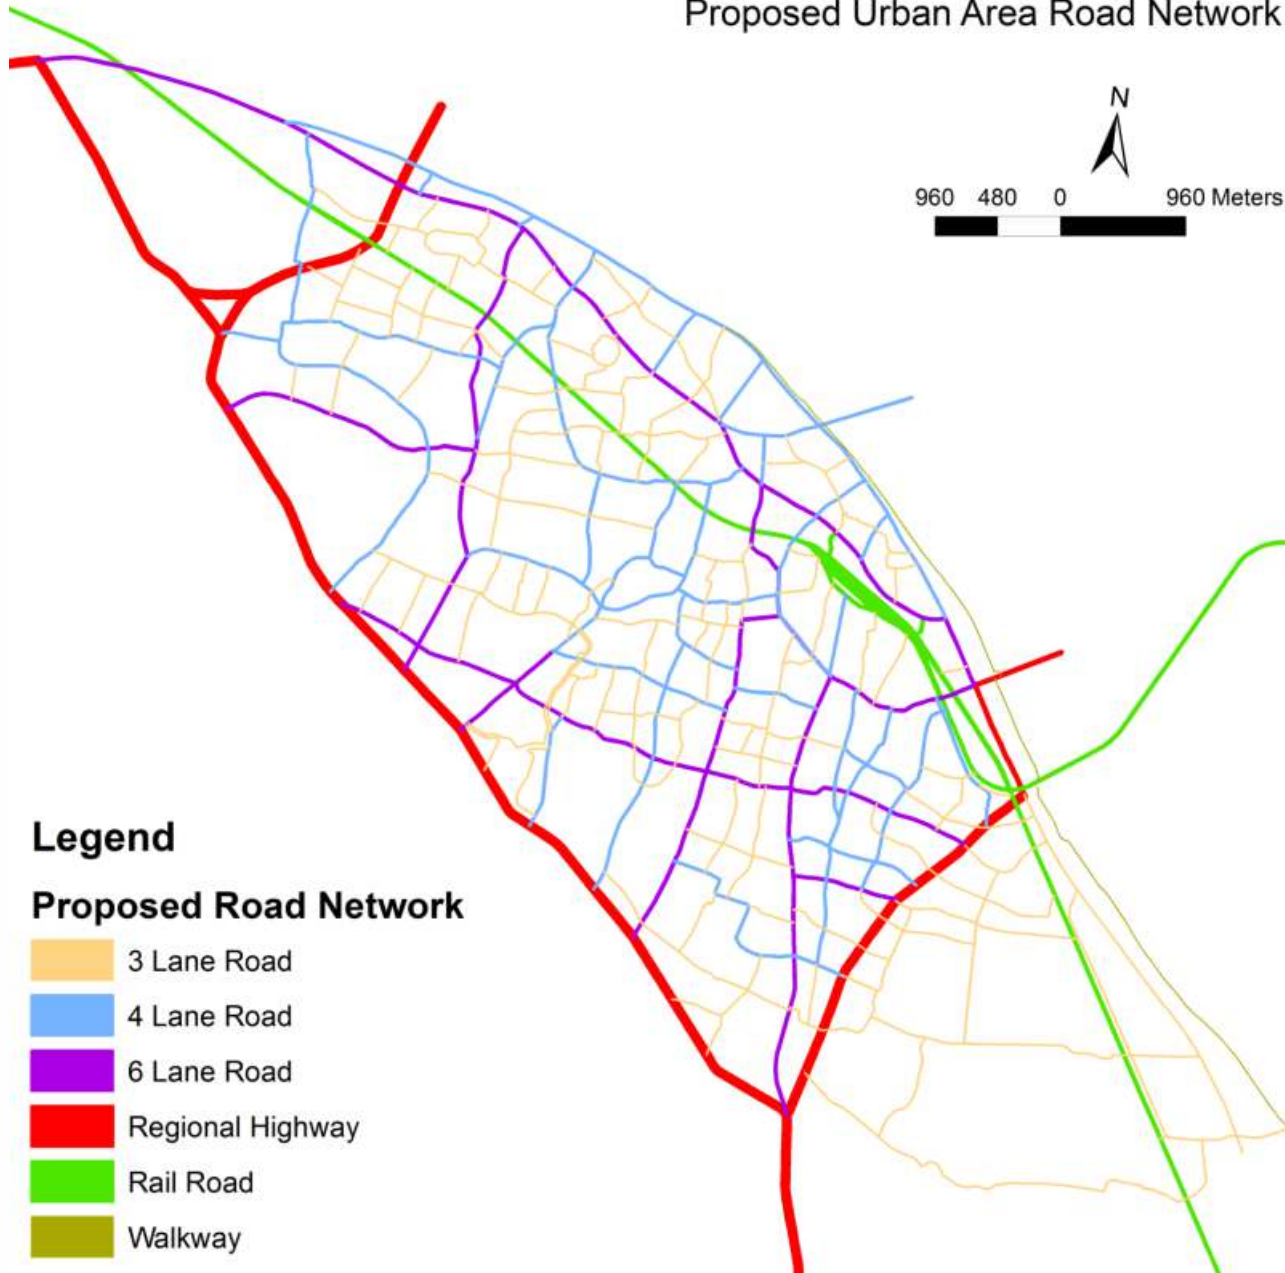 Proposed Urban Area Road Network
N
960 480 0 960 Meters
Legend
Proposed Road Network
3 Lane Road
4 Lane Road
6 Lane Road
Regional Highway
Rail Road
Walkway